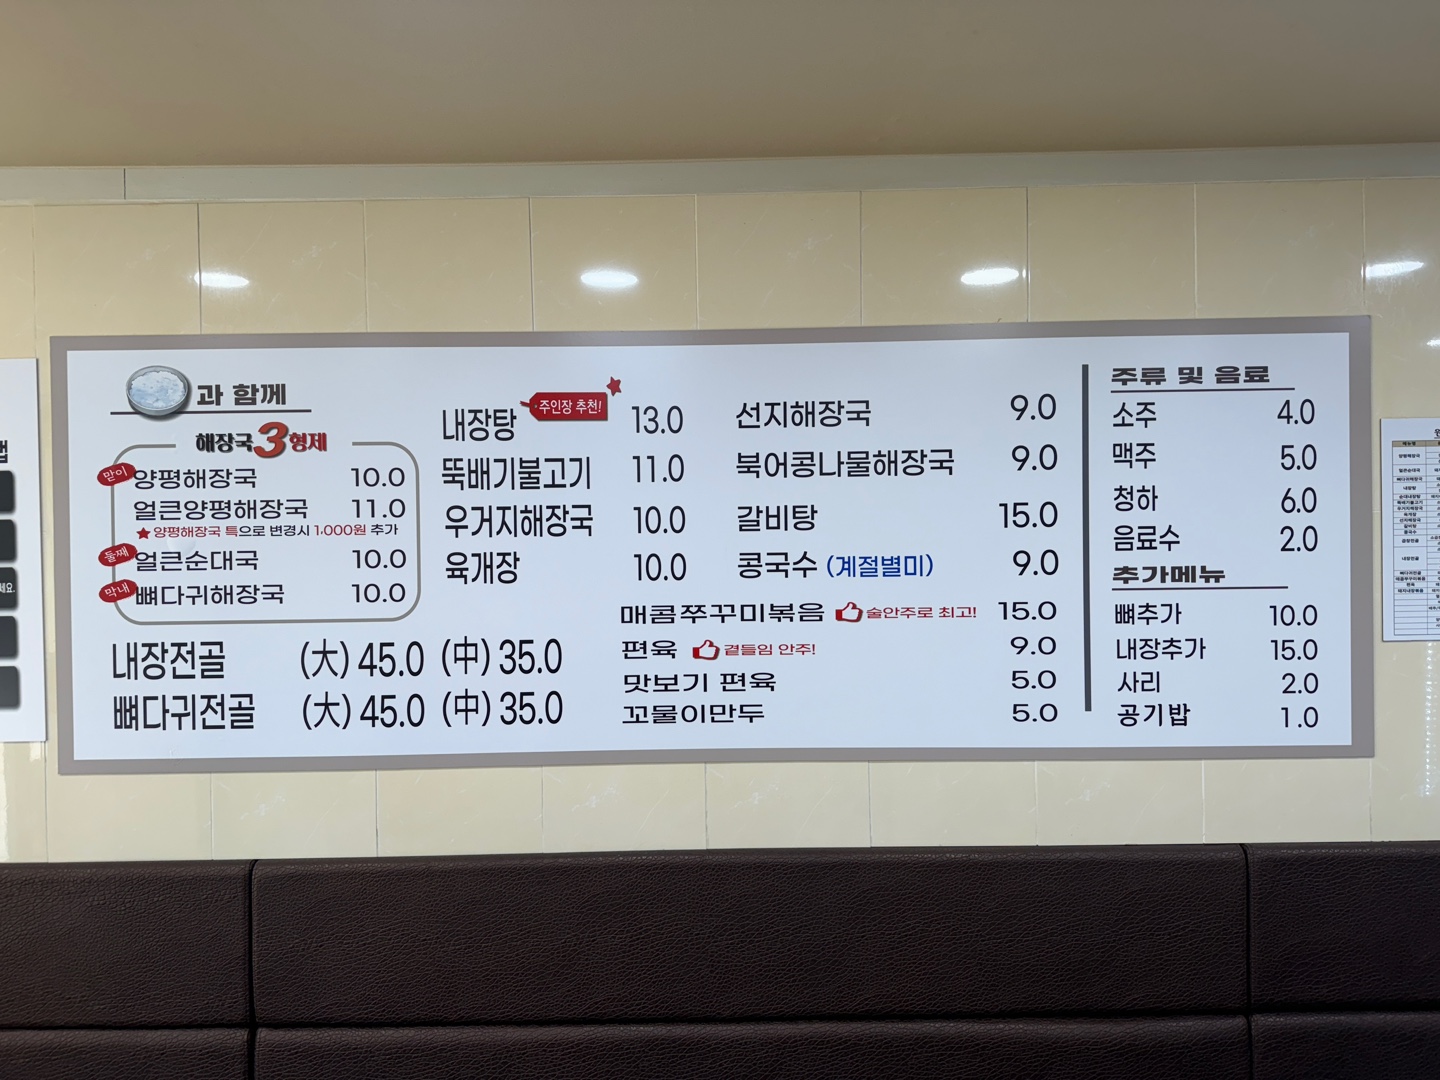 과 함께
해장국3형제
맏이 양평해장국 10.0
얼큰양평해장국 11.0
★양평해장국 특으로 변경시 1,000원 추가
둘째 얼큰순대국 10.0
막내 뼈다귀해장국 10.0
내장전골 (大) 45.0 (中) 35.0
뼈다귀전골 (大) 45.0 (中) 35.0
내장탕 주인장 추천! 13.0
뚝배기불고기 11.0
우거지해장국 10.0
육개장 10.0
선지해장국 9.0
북어콩나물해장국 9.0
갈비탕 15.0
콩국수 (계절별미) 9.0
매콤쭈꾸미볶음 술안주로 최고! 15.0
편육 곁들임 안주! 9.0
맛보기 편육 5.0
꼬물이만두 5.0
주류 및 음료
소주 4.0
맥주 5.0
청하 6.0
음료수 2.0
추가메뉴
뼈추가 10.0
내장추가 15.0
사리 2.0
공기밥 1.0